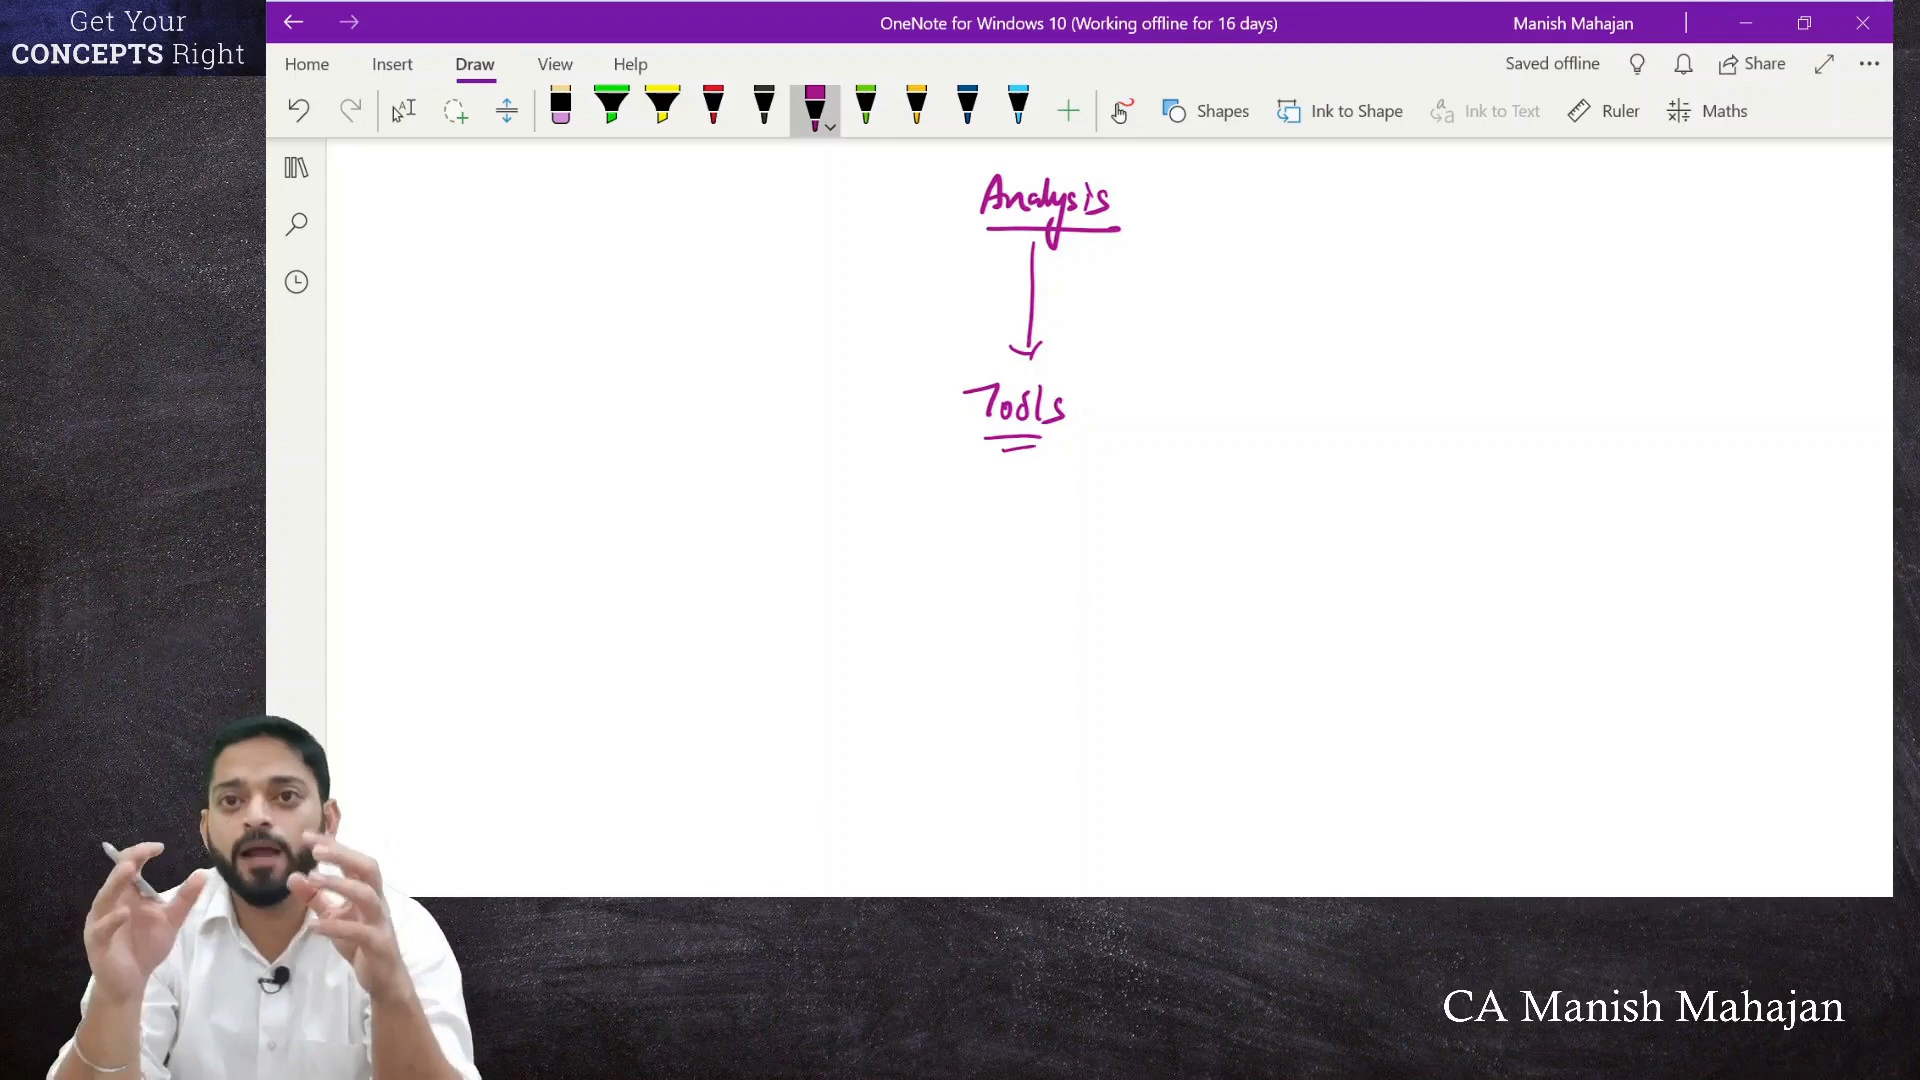 Get Your
CONCEPTS Right
OneNote for Windows 10 (Working offline for 16 days)
Manish Mahajan
Home
Insert
Draw
View
Help
Saved offline
Share
Shapes
Ink to Shape
Ink to Text
Ruler
Maths
Analysis
Tools
CA Manish Mahajan